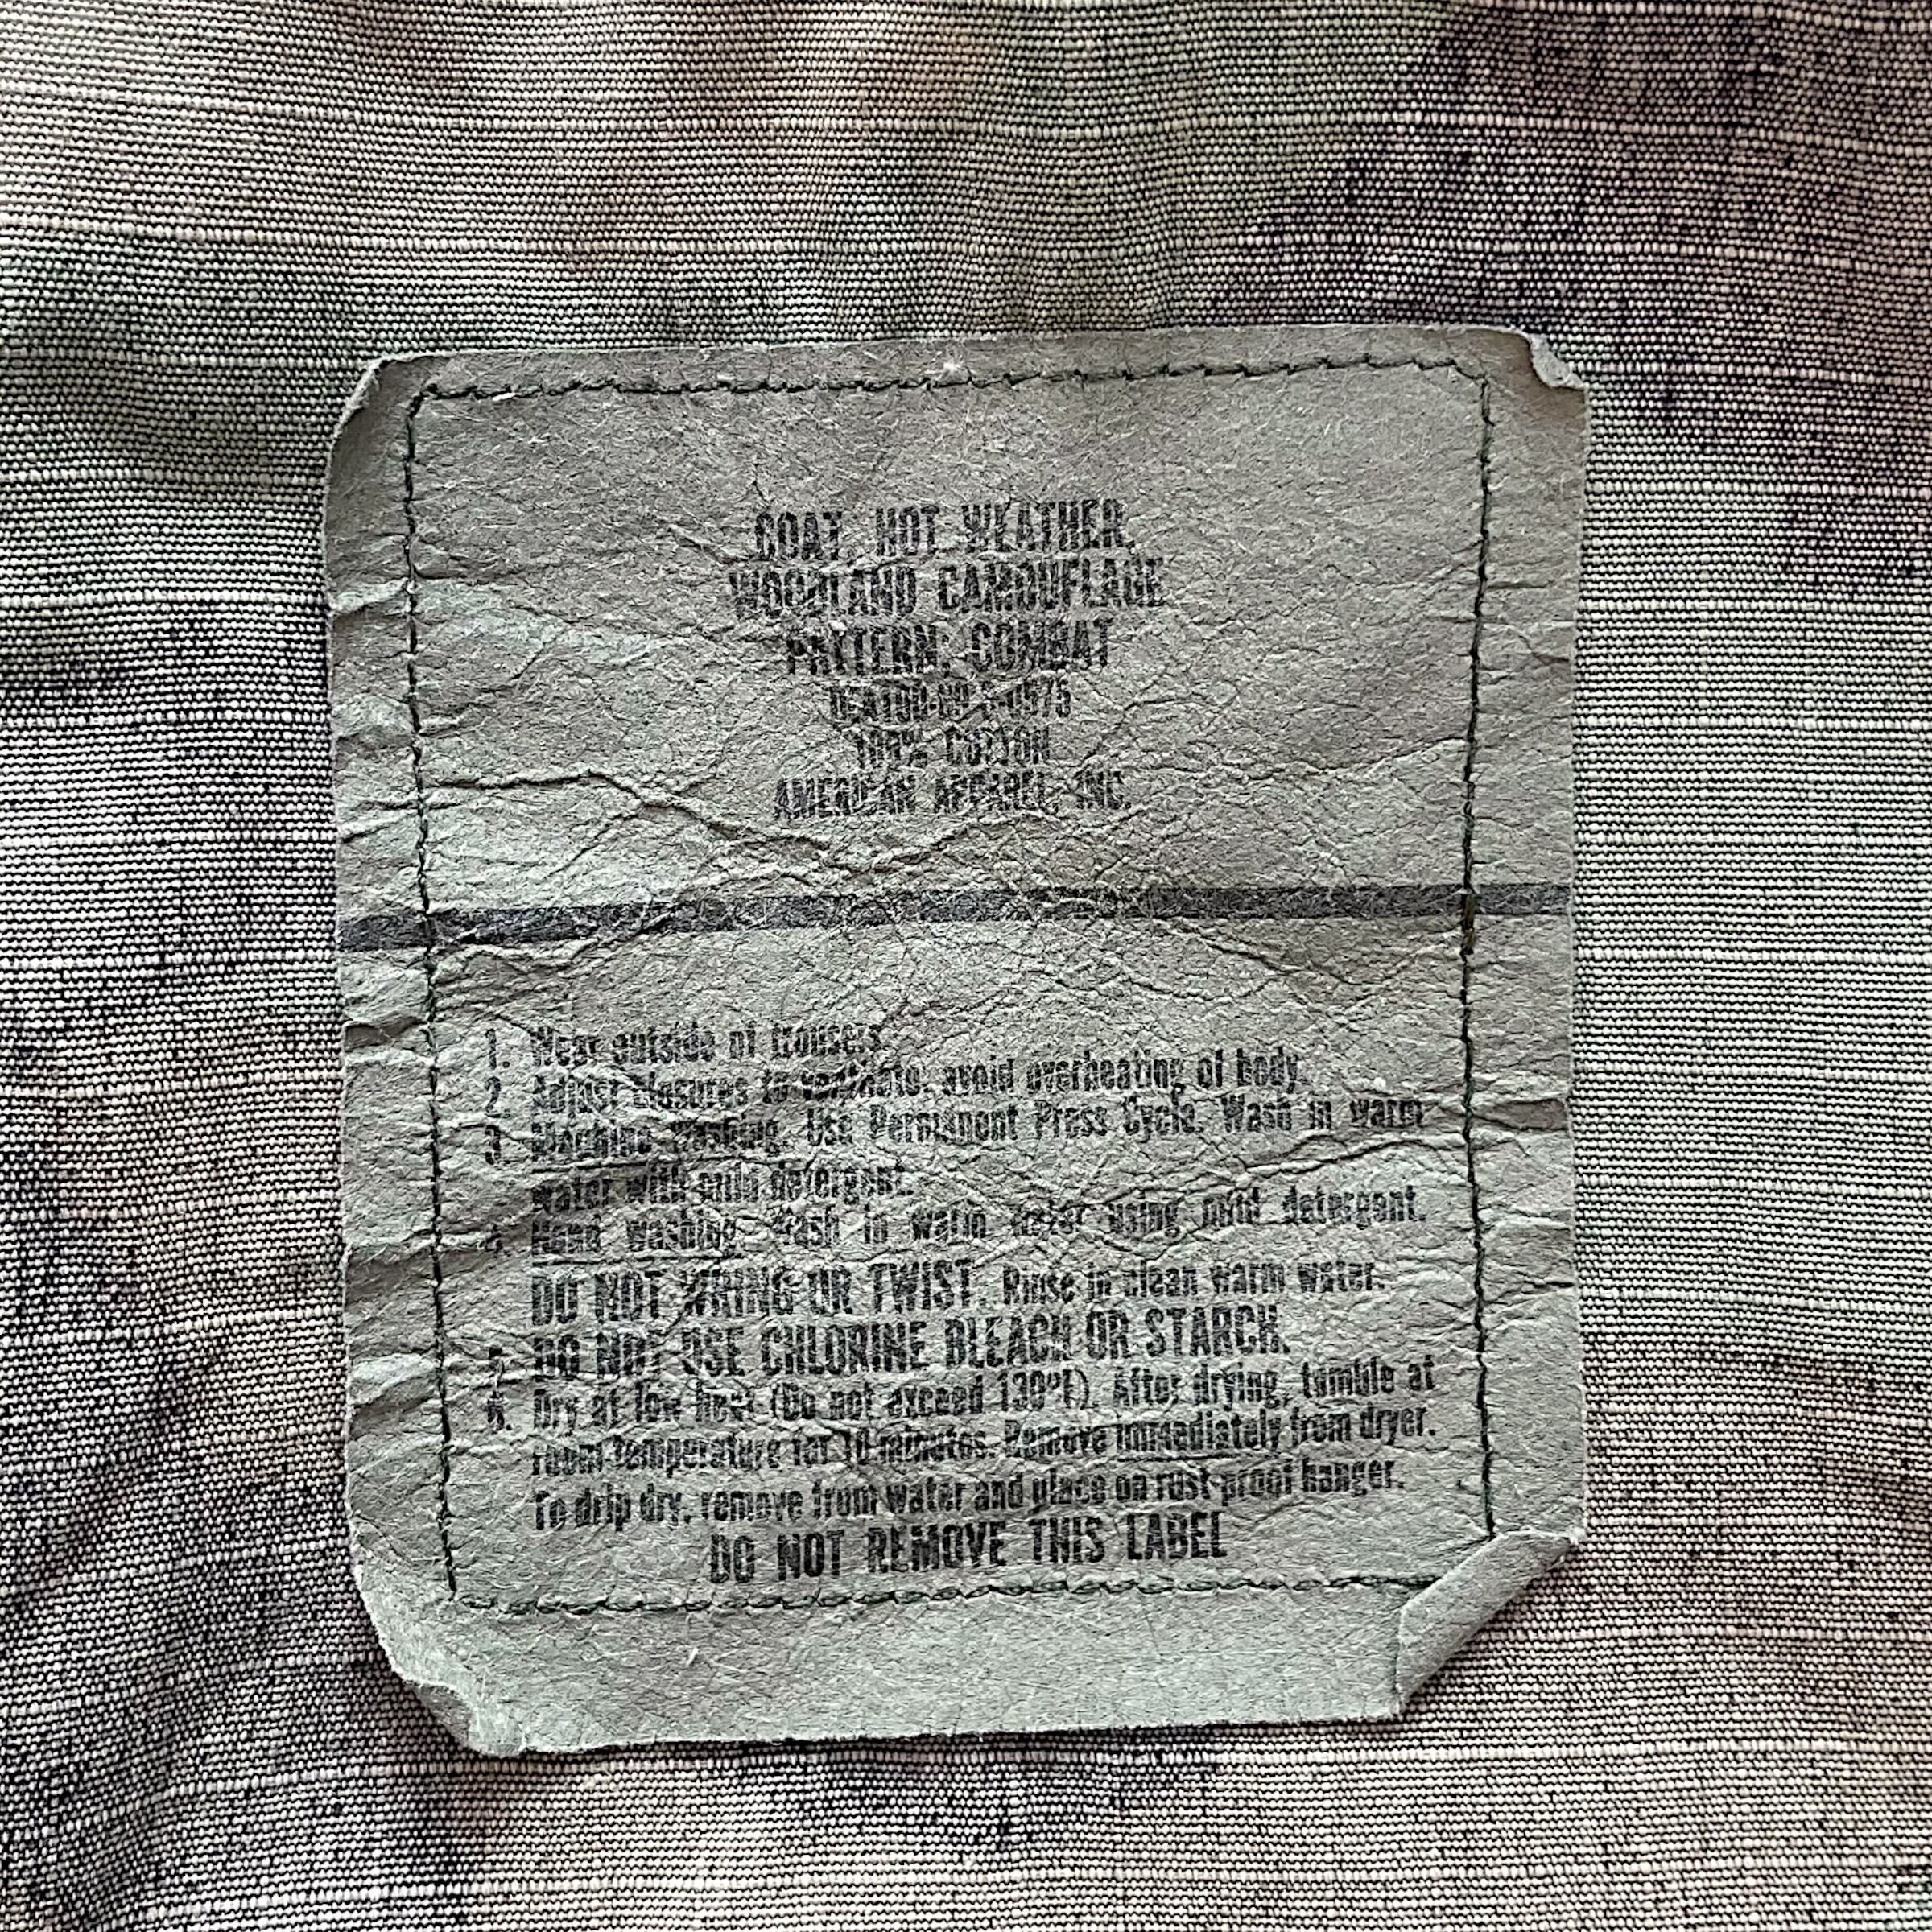 COAT, HOT WEATHER,
WOODLAND CAMOUFLAGE
PATTERN, COMBAT
100% COTTON
AMERICAN APPAREL, INC.
1. Wear outside of trousers.
2. Adjust closures to ventilate, avoid overheating of body.
3. Machine Washing. Use Permanent Press Cycle. Wash in warm
water with mild detergent.
4. Hand Washing. Wash in warm water using mild detergent.
DO NOT WRING OR TWIST. Rinse in clean warm water.
DO NOT USE CHLORINE BLEACH OR STARCH.
6. Dry at low heat (Do not exceed 130°F). After drying, tumble at
room temperature for 10 minutes. Remove immediately from dryer.
To drip dry, remove from water and place on rust-proof hanger.
DO NOT REMOVE THIS LABEL